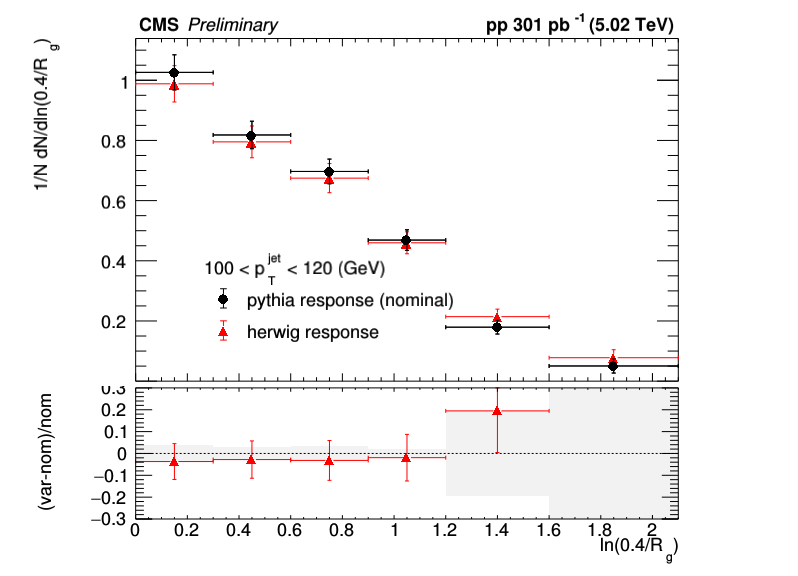 CMS Preliminary pp 301 pb -1 (5.02 TeV)
1/N dN/dln(0.4/R g)
1
0.8
0.6
0.4
0.2
100 < p T jet < 120 (GeV)
pythia response (nominal)
herwig response
(var-nom)/nom
0.3
0.2
0.1
0
−0.1
−0.2
−0.3
0 0.2 0.4 0.6 0.8 1 1.2 1.4 1.6 1.8 2
ln(0.4/R g)